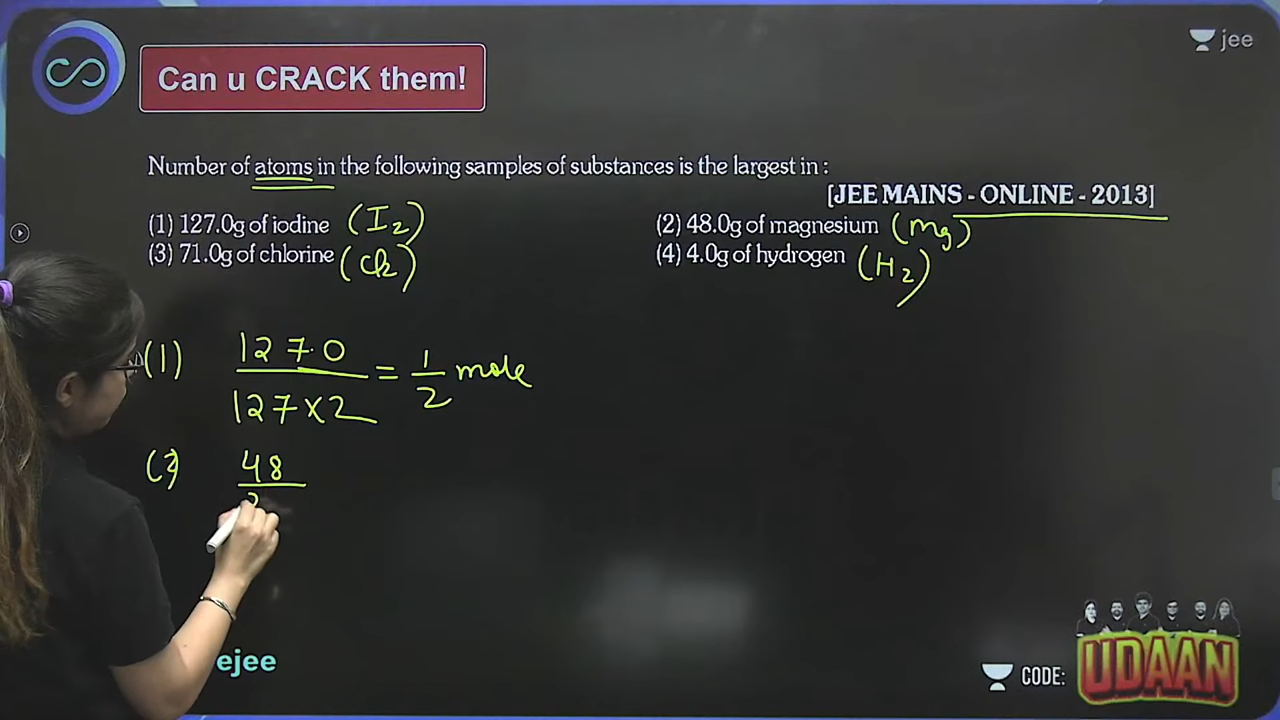 jee
Can u CRACK them!
Number of atoms in the following samples of substances is the largest in :
[JEE MAINS - ONLINE - 2013]
(1) 127.0g of iodine (I2)
(2) 48.0g of magnesium (mg)
(3) 71.0g of chlorine (Cl2)
(4) 4.0g of hydrogen (H2)
(1) 127.0 / 127×2 = 1/2 mole
(2) 48
ejee
CODE:
UDAAN